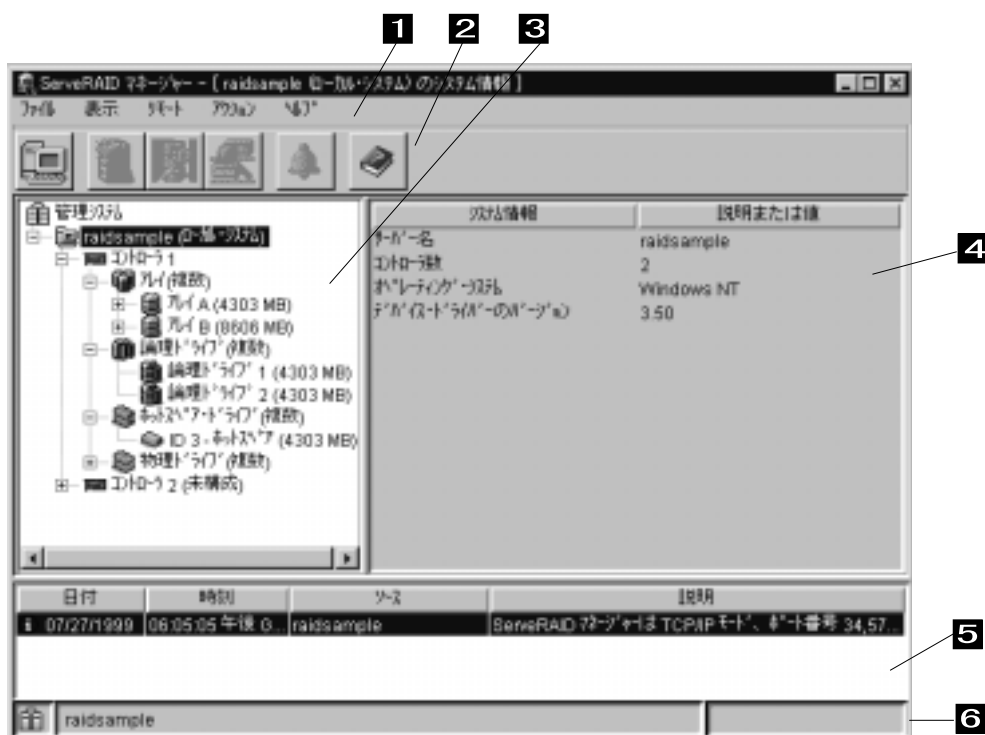 1 2 3
ServeRAID ﾏﾈｰｼﾞｬｰ - [ raidsample (ﾛｰｶﾙ･ｼｽﾃﾑ) のｼｽﾃﾑ情報 ]
ﾌｧｲﾙ 表示 ﾘﾓｰﾄ ｱｸｼｮﾝ ﾍﾙﾌﾟ
管理ｼｽﾃﾑ
raidsample (ﾛｰｶﾙ･ｼｽﾃﾑ)
ｺﾝﾄﾛｰﾗ 1
ｱﾚｲ (複数)
ｱﾚｲ A (4303 MB)
ｱﾚｲ B (8606 MB)
論理ﾄﾞﾗｲﾌﾞ (複数)
論理ﾄﾞﾗｲﾌﾞ 1 (4303 MB)
論理ﾄﾞﾗｲﾌﾞ 2 (4303 MB)
ﾎｯﾄｽﾍﾟｱ･ﾄﾞﾗｲﾌﾞ (複数)
ID 3 - ﾎｯﾄｽﾍﾟｱ (4303 MB)
物理ﾄﾞﾗｲﾌﾞ (複数)
ｺﾝﾄﾛｰﾗ 2 (未構成)
ｼｽﾃﾑ情報 説明または値
ｻｰﾊﾞｰ名 raidsample
ｺﾝﾄﾛｰﾗ数 2
ｵﾍﾟﾚｰﾃｨﾝｸﾞ･ｼｽﾃﾑ Windows NT
ﾃﾞﾊﾞｲｽ･ﾄﾞﾗｲﾊﾞｰのﾊﾞｰｼﾞｮﾝ 3.50
4
日付 時刻 ｿｰｽ 説明
07/27/1999 06:05:05 午後 G... raidsample ServeRAID ﾏﾈｰｼﾞｬｰは TCP/IP ﾓｰﾄﾞ、ﾎﾟｰﾄ番号 34,57...
5
raidsample
6